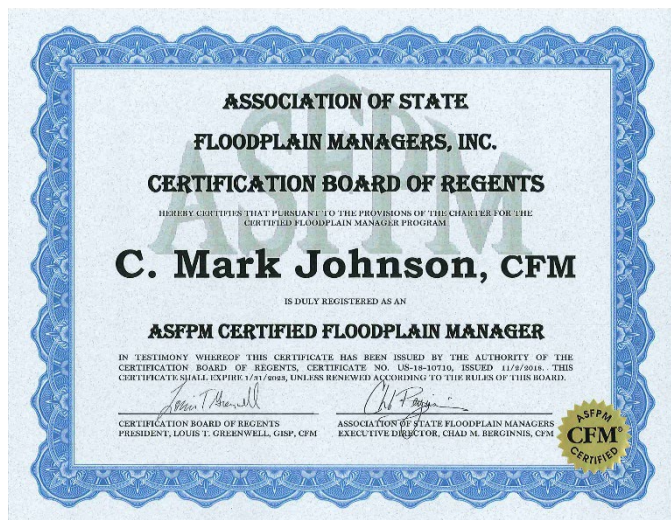 ASSOCIATION OF STATE
FLOODPLAIN MANAGERS, INC.
CERTIFICATION BOARD OF REGENTS
HEREBY CERTIFIES THAT PURSUANT TO THE PROVISIONS OF THE CHARTER FOR THE
CERTIFIED FLOODPLAIN MANAGER PROGRAM
ASFPM
C. Mark Johnson, CFM
IS DULY REGISTERED AS AN
ASFPM CERTIFIED FLOODPLAIN MANAGER
IN TESTIMONY WHEREOF THIS CERTIFICATE HAS BEEN ISSUED BY THE AUTHORITY OF THE
CERTIFICATION BOARD OF REGENTS, CERTIFICATE NO. US-18-10710, ISSUED 11/2/2018. THIS
CERTIFICATE SHALL EXPIRE 1/31/2023, UNLESS RENEWED ACCORDING TO THE RULES OF THIS BOARD.
Louis T Greenwell
CERTIFICATION BOARD OF REGENTS
PRESIDENT, LOUIS T. GREENWELL, GISP, CFM
ASSOCIATION OF STATE FLOODPLAIN MANAGERS
EXECUTIVE DIRECTOR, CHAD M. BERGINNIS, CFM
ASFPM
CFM®
CERTIFIED